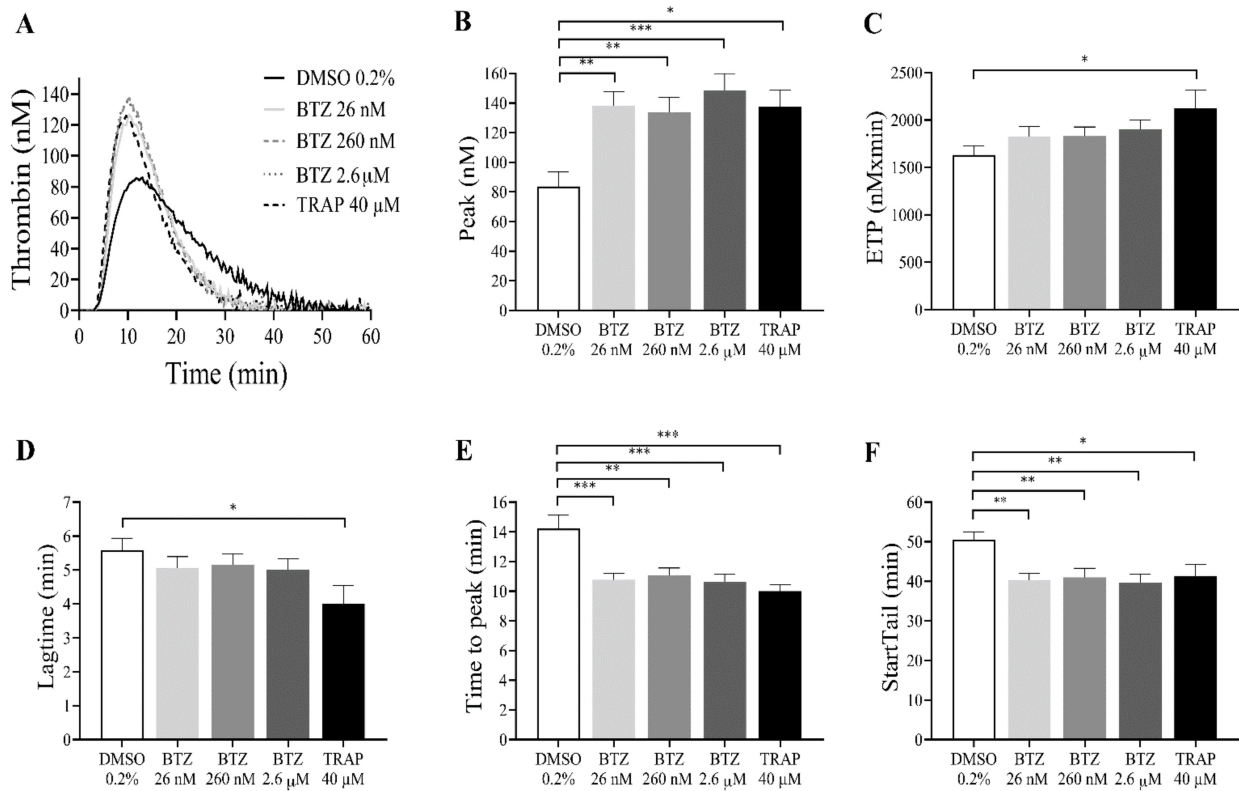 A
Thrombin (nM)
140
120
100
80
60
40
20
0
0 10 20 30 40 50 60
Time (min)
DMSO 0.2%
BTZ 26 nM
BTZ 260 nM
BTZ 2.6 µM
TRAP 40 µM
B
*
***
**
**
Peak (nM)
160
140
120
100
80
60
40
20
0
DMSO BTZ BTZ BTZ TRAP
0.2% 26 nM 260 nM 2.6 µM 40 µM
C
*
ETP (nMxmin)
2500
2000
1500
1000
500
0
DMSO BTZ BTZ BTZ TRAP
0.2% 26 nM 260 nM 2.6 µM 40 µM
D
*
Lagtime (min)
7
6
5
4
3
2
1
0
DMSO BTZ BTZ BTZ TRAP
0.2% 26 nM 260 nM 2.6 µM 40 µM
E
***
***
**
***
Time to peak (min)
16
14
12
10
8
6
4
2
0
DMSO BTZ BTZ BTZ TRAP
0.2% 26 nM 260 nM 2.6 µM 40 µM
F
*
**
**
**
StartTail (min)
60
50
40
30
20
10
0
DMSO BTZ BTZ BTZ TRAP
0.2% 26 nM 260 nM 2.6 µM 40 µM